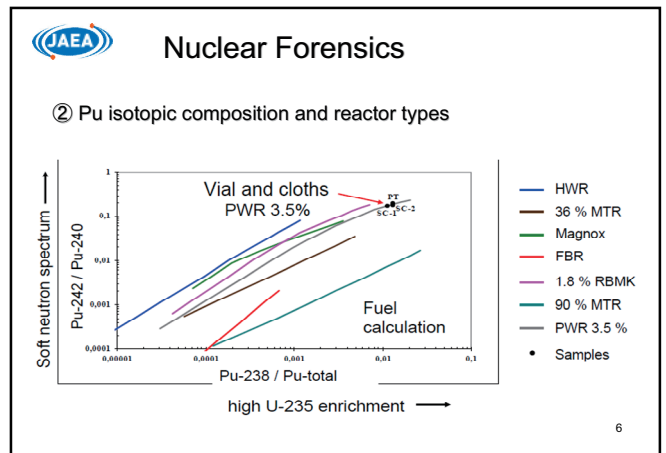 JAEA
Nuclear Forensics
② Pu isotopic composition and reactor types
Soft neutron spectrum
Pu-242 / Pu-240
1
0,1
0,01
0,001
0,0001
0,00001
0,0001
0,001
0,01
0,1
Vial and cloths
PWR 3.5%
PT
SC-1
SC-2
Fuel
calculation
Pu-238 / Pu-total
high U-235 enrichment
HWR
36 % MTR
Magnox
FBR
1.8 % RBMK
90 % MTR
PWR 3.5 %
Samples
6